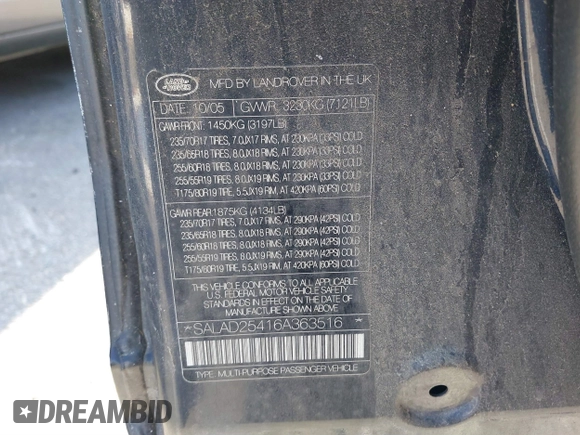 LAND-
ROVER
MFD BY LANDROVER IN THE UK
DATE: 10/05 GVWR: 3230KG (7121LB)
GAWR FRONT: 1450KG (3197LB)
235/70R17 TIRES, 7.0JX17 RIMS, AT 230KPA (33PSI) COLD
235/65R18 TIRES, 8.0JX18 RIMS, AT 230KPA (33PSI) COLD
255/60R18 TIRES, 8.0JX18 RIMS, AT 230KPA (33PSI) COLD
255/55R19 TIRES, 8.0JX19 RIMS, AT 230KPA (33PSI) COLD
T175/80R19 TIRE, 5.5JX19 RIM, AT 420KPA (60PSI) COLD
GAWR REAR: 1875KG (4134LB)
235/70R17 TIRES, 7.0JX17 RIMS, AT 290KPA (42PSI) COLD
235/65R18 TIRES, 8.0JX18 RIMS, AT 290KPA (42PSI) COLD
255/60R18 TIRES, 8.0JX18 RIMS, AT 290KPA (42PSI) COLD
255/55R19 TIRES, 8.0JX19 RIMS, AT 290KPA (42PSI) COLD
T175/80R19 TIRE, 5.5JX19 RIM, AT 420KPA (60PSI) COLD
THIS VEHICLE CONFORMS TO ALL APPLICABLE
U.S. FEDERAL MOTOR VEHICLE SAFETY
STANDARDS IN EFFECT ON THE DATE OF
MANUFACTURE SHOWN ABOVE.
*SALAD25416A363516 *
TYPE: MULTI-PURPOSE PASSENGER VEHICLE
DREAMBID